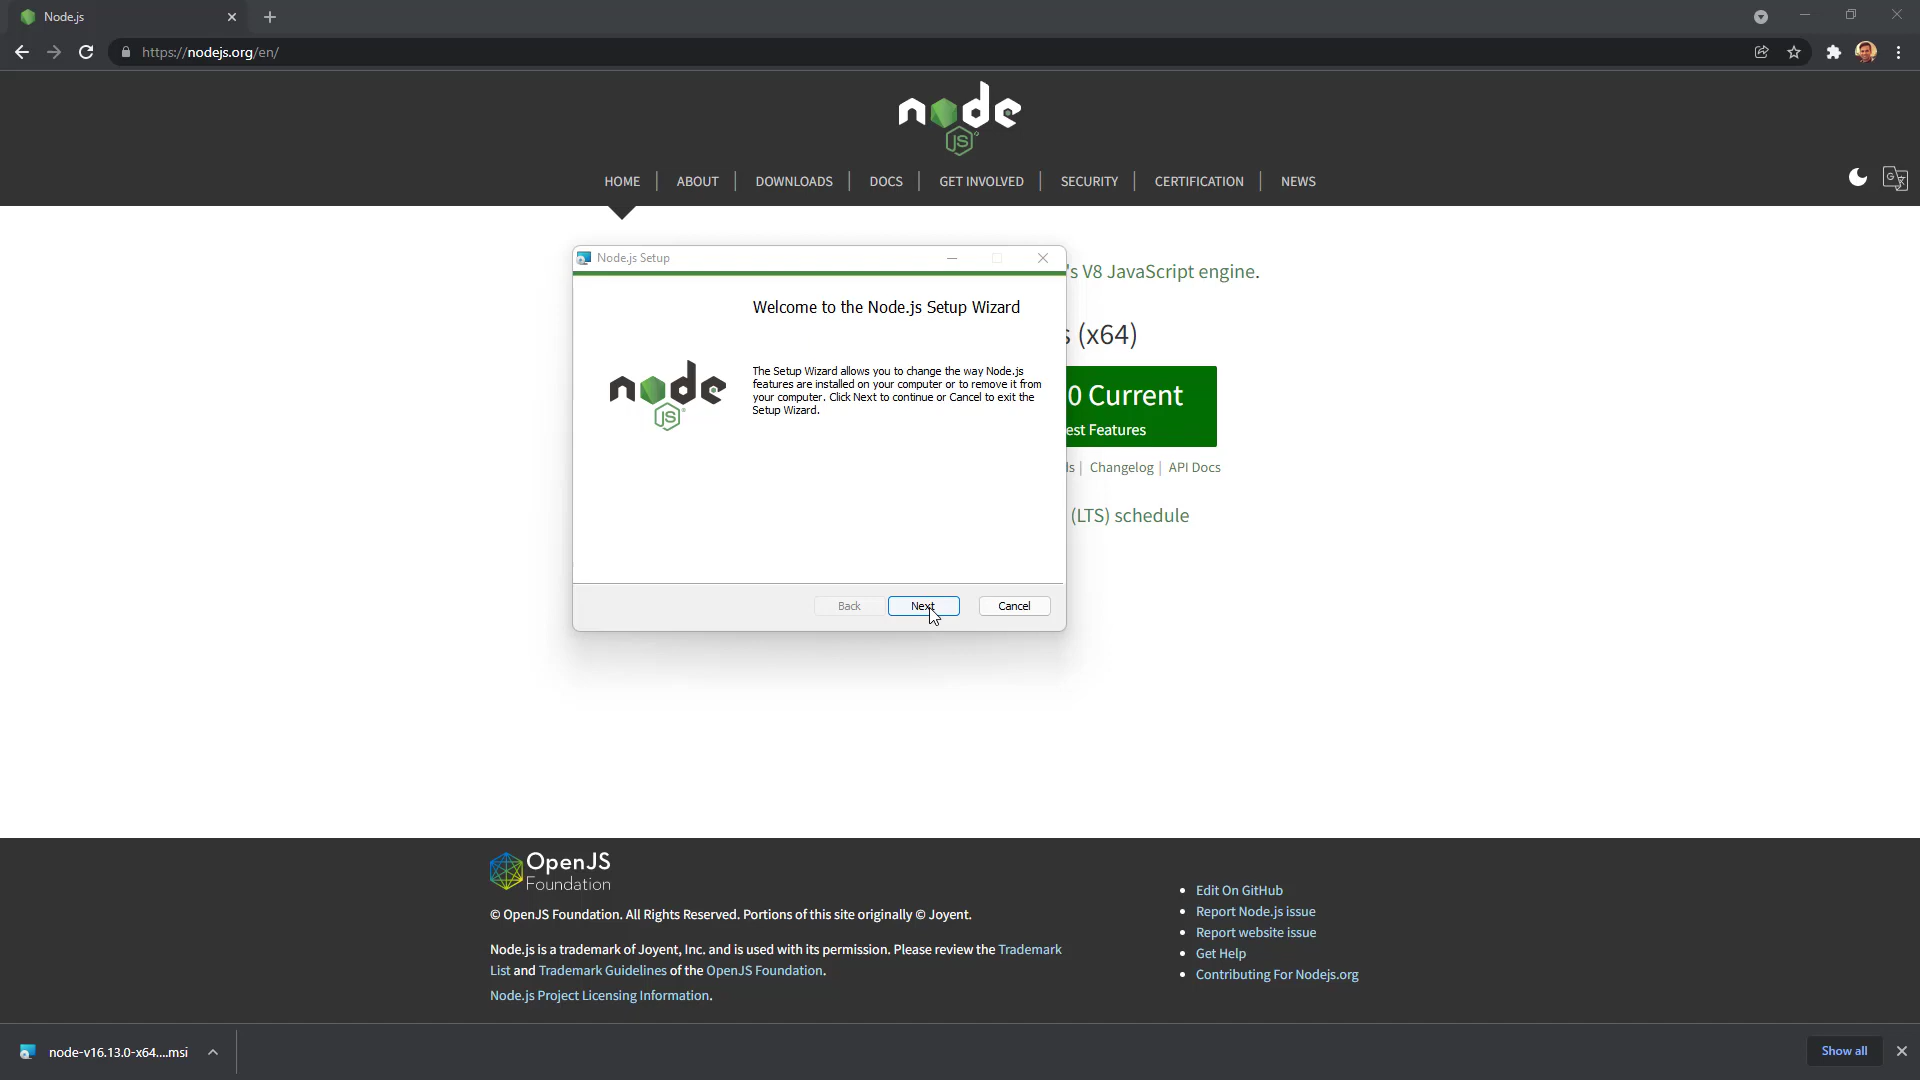 Node.js
https://nodejs.org/en/
node
JS
HOME
ABOUT
DOWNLOADS
DOCS
GET INVOLVED
SECURITY
CERTIFICATION
NEWS
Node.js Setup
's V8 JavaScript engine.
Welcome to the Node.js Setup Wizard
(x64)
node
JS
The Setup Wizard allows you to change the way Node.js
features are installed on your computer or to remove it from
your computer. Click Next to continue or Cancel to exit the
Setup Wizard.
0 Current
est Features
ls | Changelog | API Docs
(LTS) schedule
Back
Next
Cancel
OpenJS
Foundation
© OpenJS Foundation. All Rights Reserved. Portions of this site originally © Joyent.
Node.js is a trademark of Joyent, Inc. and is used with its permission. Please review the Trademark
List and Trademark Guidelines of the OpenJS Foundation.
Node.js Project Licensing Information.
Edit On GitHub
Report Node.js issue
Report website issue
Get Help
Contributing For Nodejs.org
node-v16.13.0-x64....msi
Show all